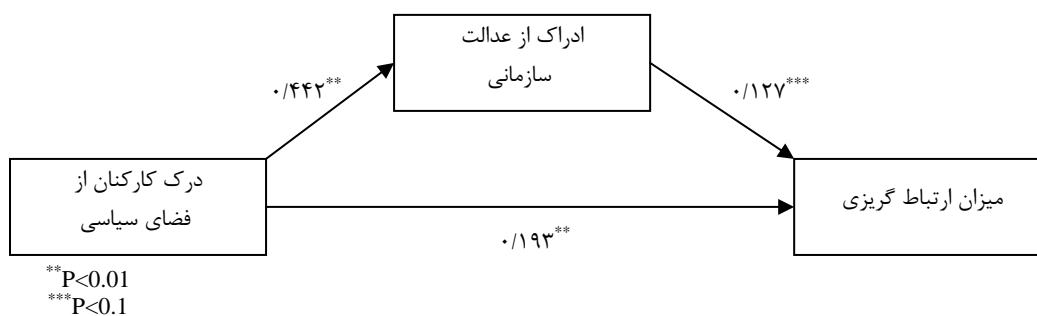 ادراک از عدالت
سازمانی
۰/۴۴۲**
۰/۱۲۷***
درک کارکنان از
فضای سیاسی
میزان ارتباط گریزی
۰/۱۹۳**
**P<0.01
***P<0.1